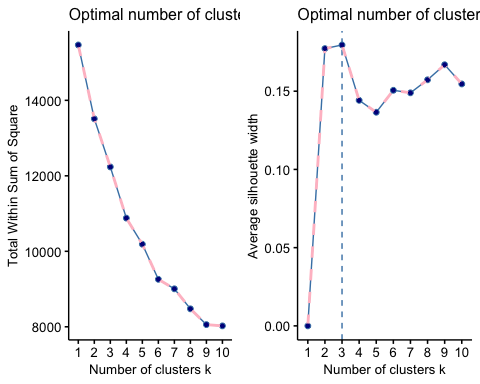 Optimal number of cluste
Total Within Sum of Square
14000
12000
10000
8000
1 2 3 4 5 6 7 8 9 10
Number of clusters k
Optimal number of cluster
Average silhouette width
0.15
0.10
0.05
0.00
1 2 3 4 5 6 7 8 9 10
Number of clusters k